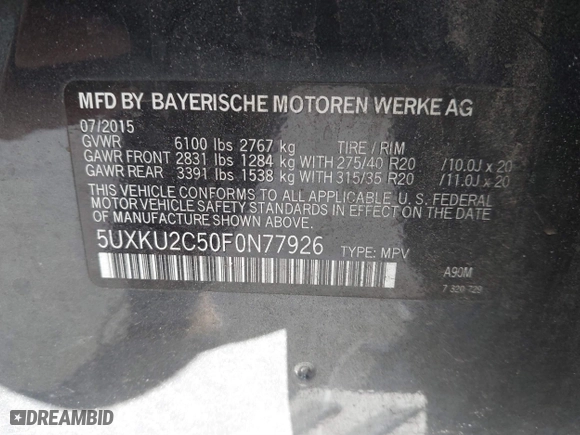 MFD BY BAYERISCHE MOTOREN WERKE AG
07/2015
GVWR 6100 lbs 2767 kg TIRE / RIM
GAWR FRONT 2831 lbs 1284 kg WITH 275/40 R20 /10.0J x 20
GAWR REAR 3391 lbs 1538 kg WITH 315/35 R20 /11.0J x 20
THIS VEHICLE CONFORMS TO ALL APPLICABLE U. S. FEDERAL
MOTOR VEHICLE SAFETY STANDARDS IN EFFECT ON THE DATE
OF MANUFACTURE SHOWN ABOVE.
5UXKU2C50F0N77926 TYPE: MPV
A90M
7 320 729
DREAMBID